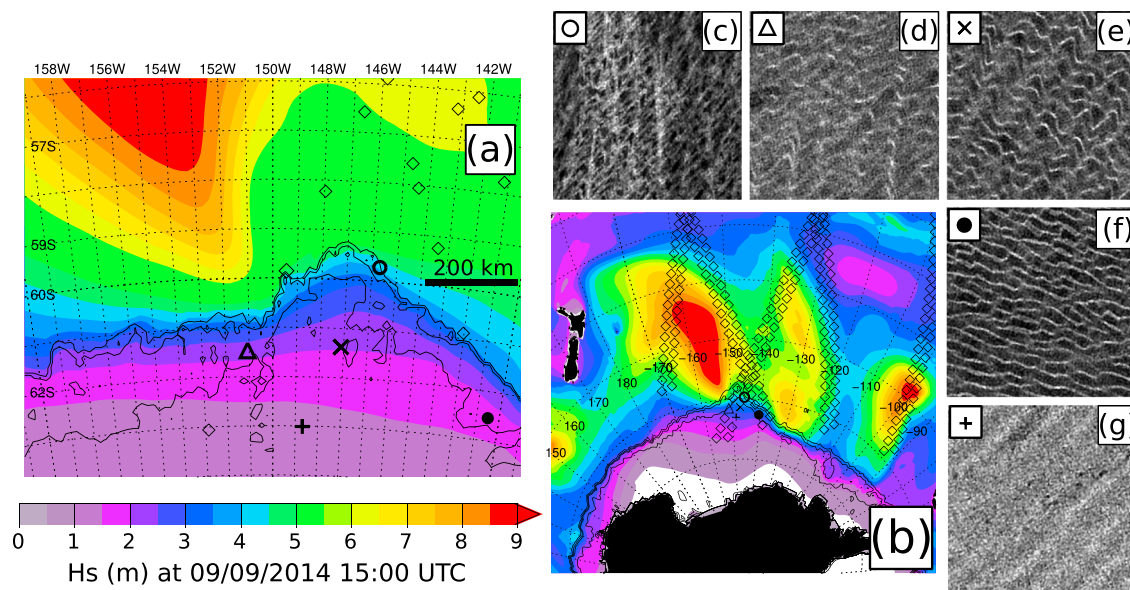 158W 156W 154W 152W 150W 148W 146W 144W 142W
(a)
57S
59S
200 km
60S
62S
0 1 2 3 4 5 6 7 8 9
Hs (m) at 09/09/2014 15:00 UTC
(c)
(d)
(e)
(f)
(g)
−160
−150
−140
−130
120
−170
180
170
160
150
−110
−100
−90
(b)